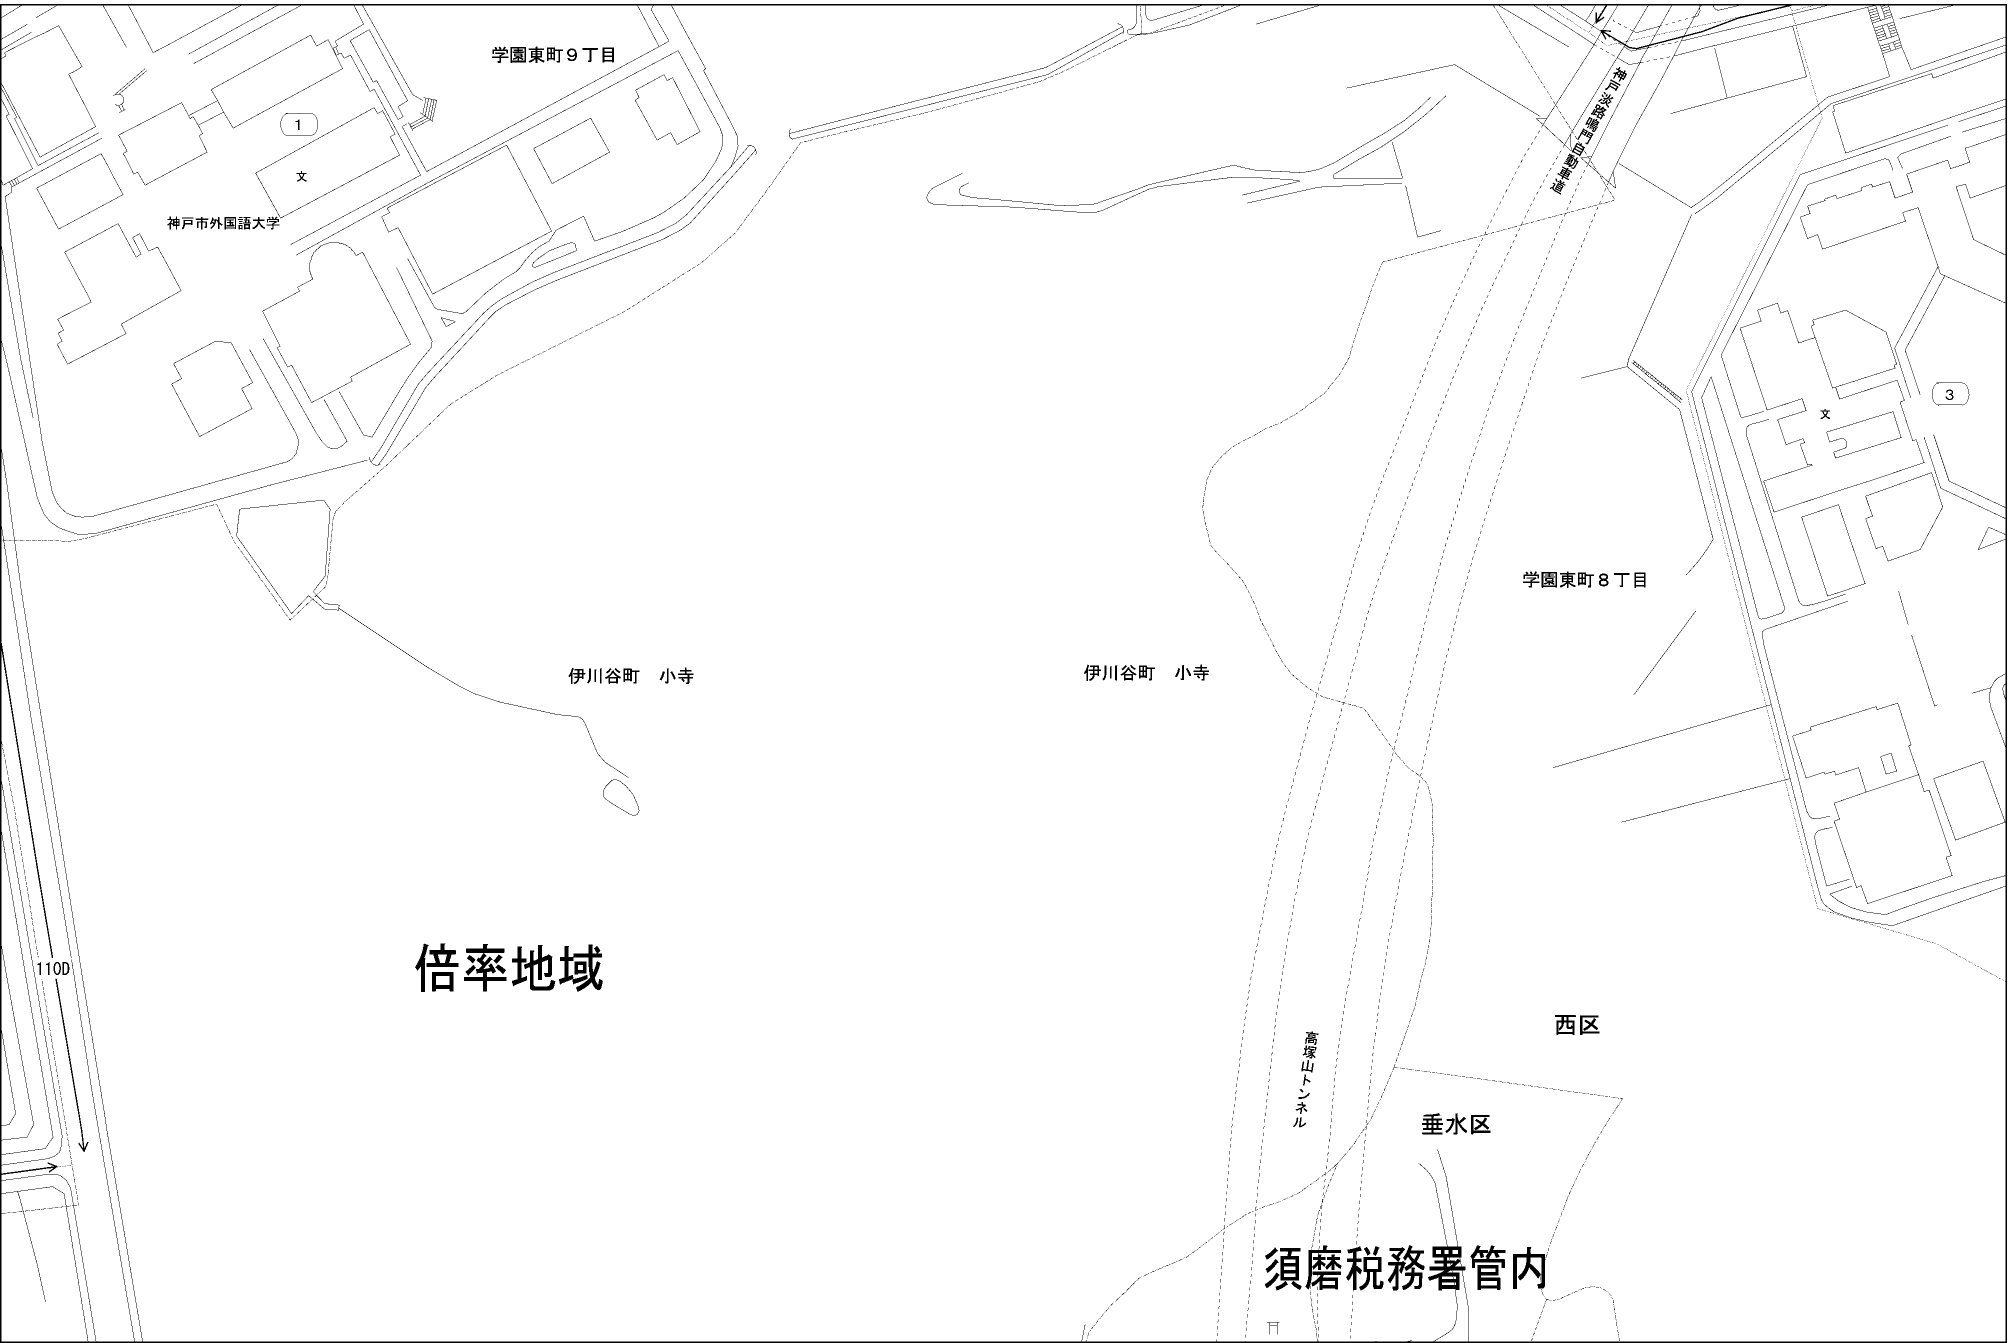 学園東町９丁目
神戸淡路鳴門自動車道
1
文
神戸市外国語大学
3
文
学園東町８丁目
伊川谷町　小寺
伊川谷町　小寺
110D
倍率地域
西区
高塚山トンネル
垂水区
須磨税務署管内